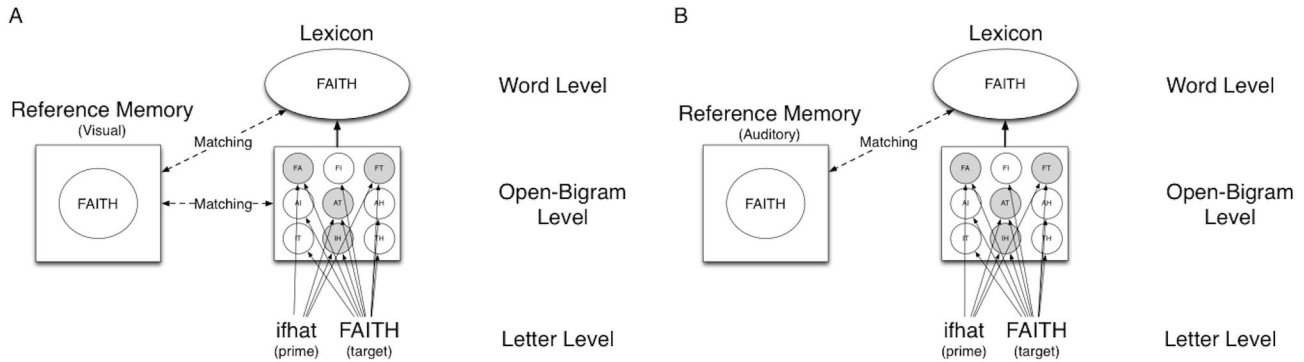 A
Lexicon
FAITH
Word Level
Reference Memory
(Visual)
Matching
FAITH
Matching
FA FI FT
AI AT AH
IT IH TH
Open-Bigram
Level
ifhat FAITH
(prime) (target)
Letter Level
B
Lexicon
FAITH
Word Level
Reference Memory
(Auditory)
Matching
FAITH
FA FI FT
AI AT AH
IT IH TH
Open-Bigram
Level
ifhat FAITH
(prime) (target)
Letter Level